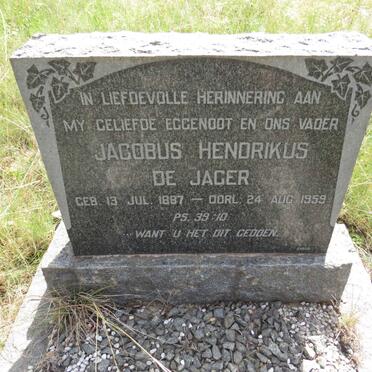 IN LIEFDEVOLLE HERINNERING AAN
MY GELIEFDE EGGENOOT EN ONS VADER
JACOBUS HENDRIKUS
DE JAGER
GEB. 13 JUL. 1887 — OORL. 24 AUG. 1959
PS. 39:10
...WANT U HET DIT GEDOEN.